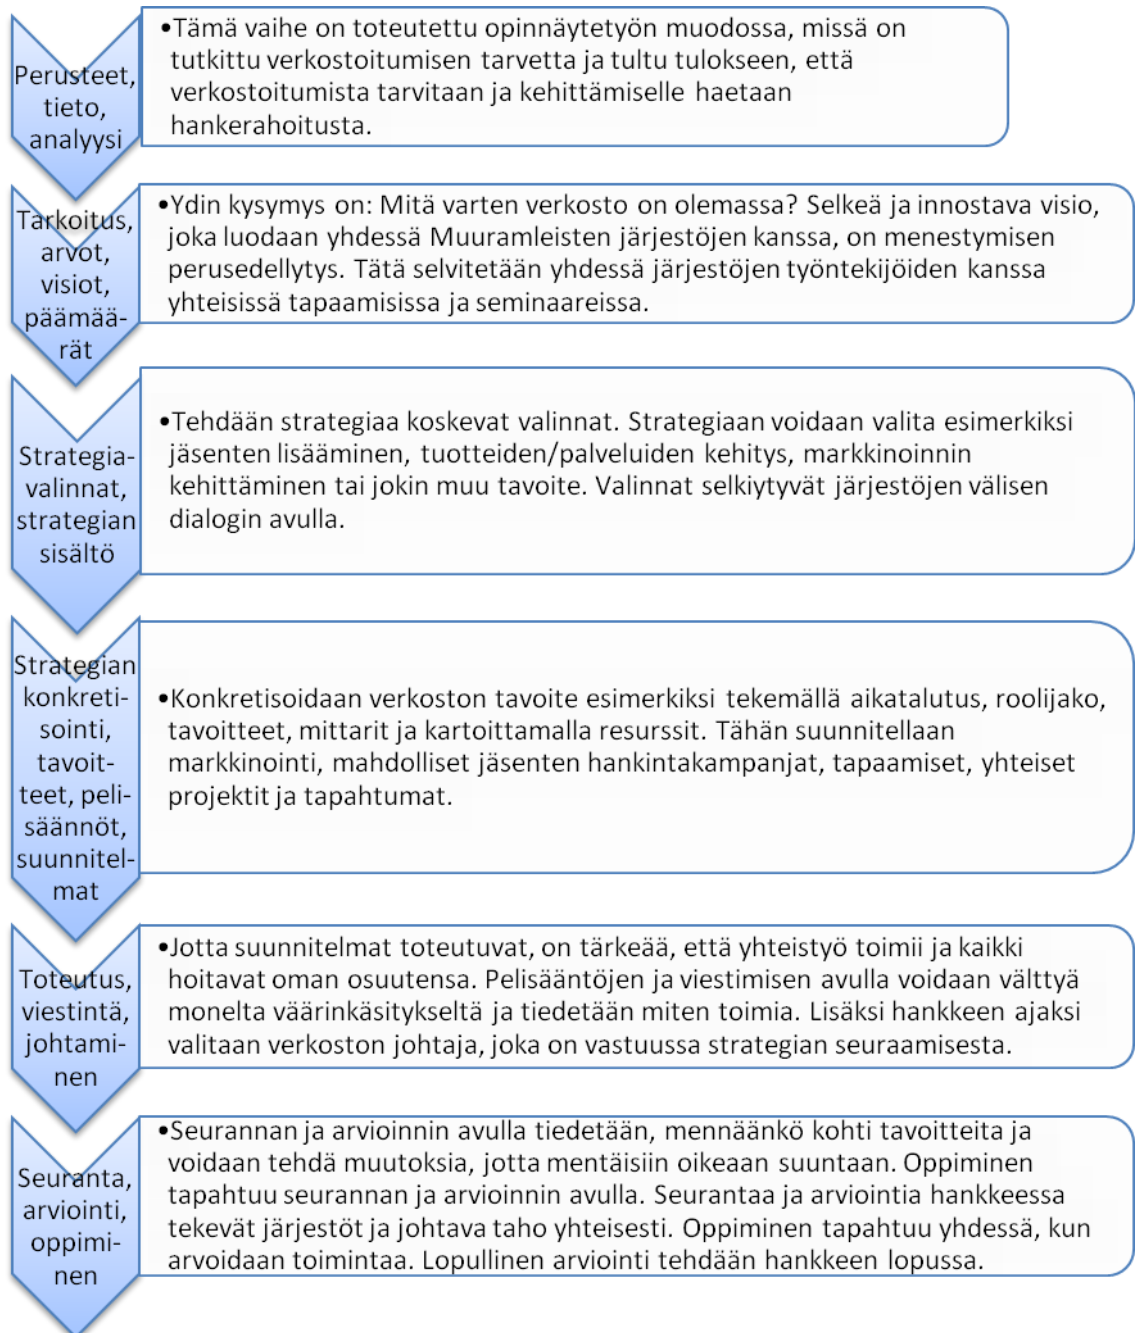 Perusteet,
tieto,
analyysi
•Tämä vaihe on toteutettu opinnäytetyön muodossa, missä on
tutkittu verkostoitumisen tarvetta ja tultu tulokseen, että
verkostoitumista tarvitaan ja kehittämiselle haetaan
hankerahoitusta.
Tarkoitus,
arvot,
visiot,
päämää-
rät
•Ydin kysymys on: Mitä varten verkosto on olemassa? Selkeä ja innostava visio,
joka luodaan yhdessä Muuramleisten järjestöjen kanssa, on menestymisen
perusedellytys. Tätä selvitetään yhdessä järjestöjen työntekijöiden kanssa
yhteisissä tapaamisissa ja seminaareissa.
Strategia-
valinnat,
strategian
sisältö
•Tehdään strategiaa koskevat valinnat. Strategiaan voidaan valita esimerkiksi
jäsenten lisääminen, tuotteiden/palveluiden kehitys, markkinoinnin
kehittäminen tai jokin muu tavoite. Valinnat selkiytyvät järjestöjen välisen
dialogin avulla.
Strategian
konkreti-
sointi,
tavoit-
teet, peli-
säännöt,
suunnitel-
mat
•Konkretisoidaan verkoston tavoite esimerkiksi tekemällä aikatalutus, roolijako,
tavoitteet, mittarit ja kartoittamalla resurssit. Tähän suunnitellaan
markkinointi, mahdolliset jäsenten hankintakampanjat, tapaamiset, yhteiset
projektit ja tapahtumat.
Toteutus,
viestintä,
johtami-
nen
•Jotta suunnitelmat toteutuvat, on tärkeää, että yhteistyö toimii ja kaikki
hoitavat oman osuutensa. Pelisääntöjen ja viestimisen avulla voidaan välttyä
monelta väärinkäsitykseltä ja tiedetään miten toimia. Lisäksi hankkeen ajaksi
valitaan verkoston johtaja, joka on vastuussa strategian seuraamisesta.
Seuranta,
arviointi,
oppimi-
nen
•Seurannan ja arvioinnin avulla tiedetään, mennäänkö kohti tavoitteita ja
voidaan tehdä muutoksia, jotta mentäisiin oikeaan suuntaan. Oppiminen
tapahtuu seurannan ja arvioinnin avulla. Seurantaa ja arviointia hankkeessa
tekevät järjestöt ja johtava taho yhteisesti. Oppiminen tapahtuu yhdessä, kun
arvoidaan toimintaa. Lopullinen arviointi tehdään hankkeen lopussa.